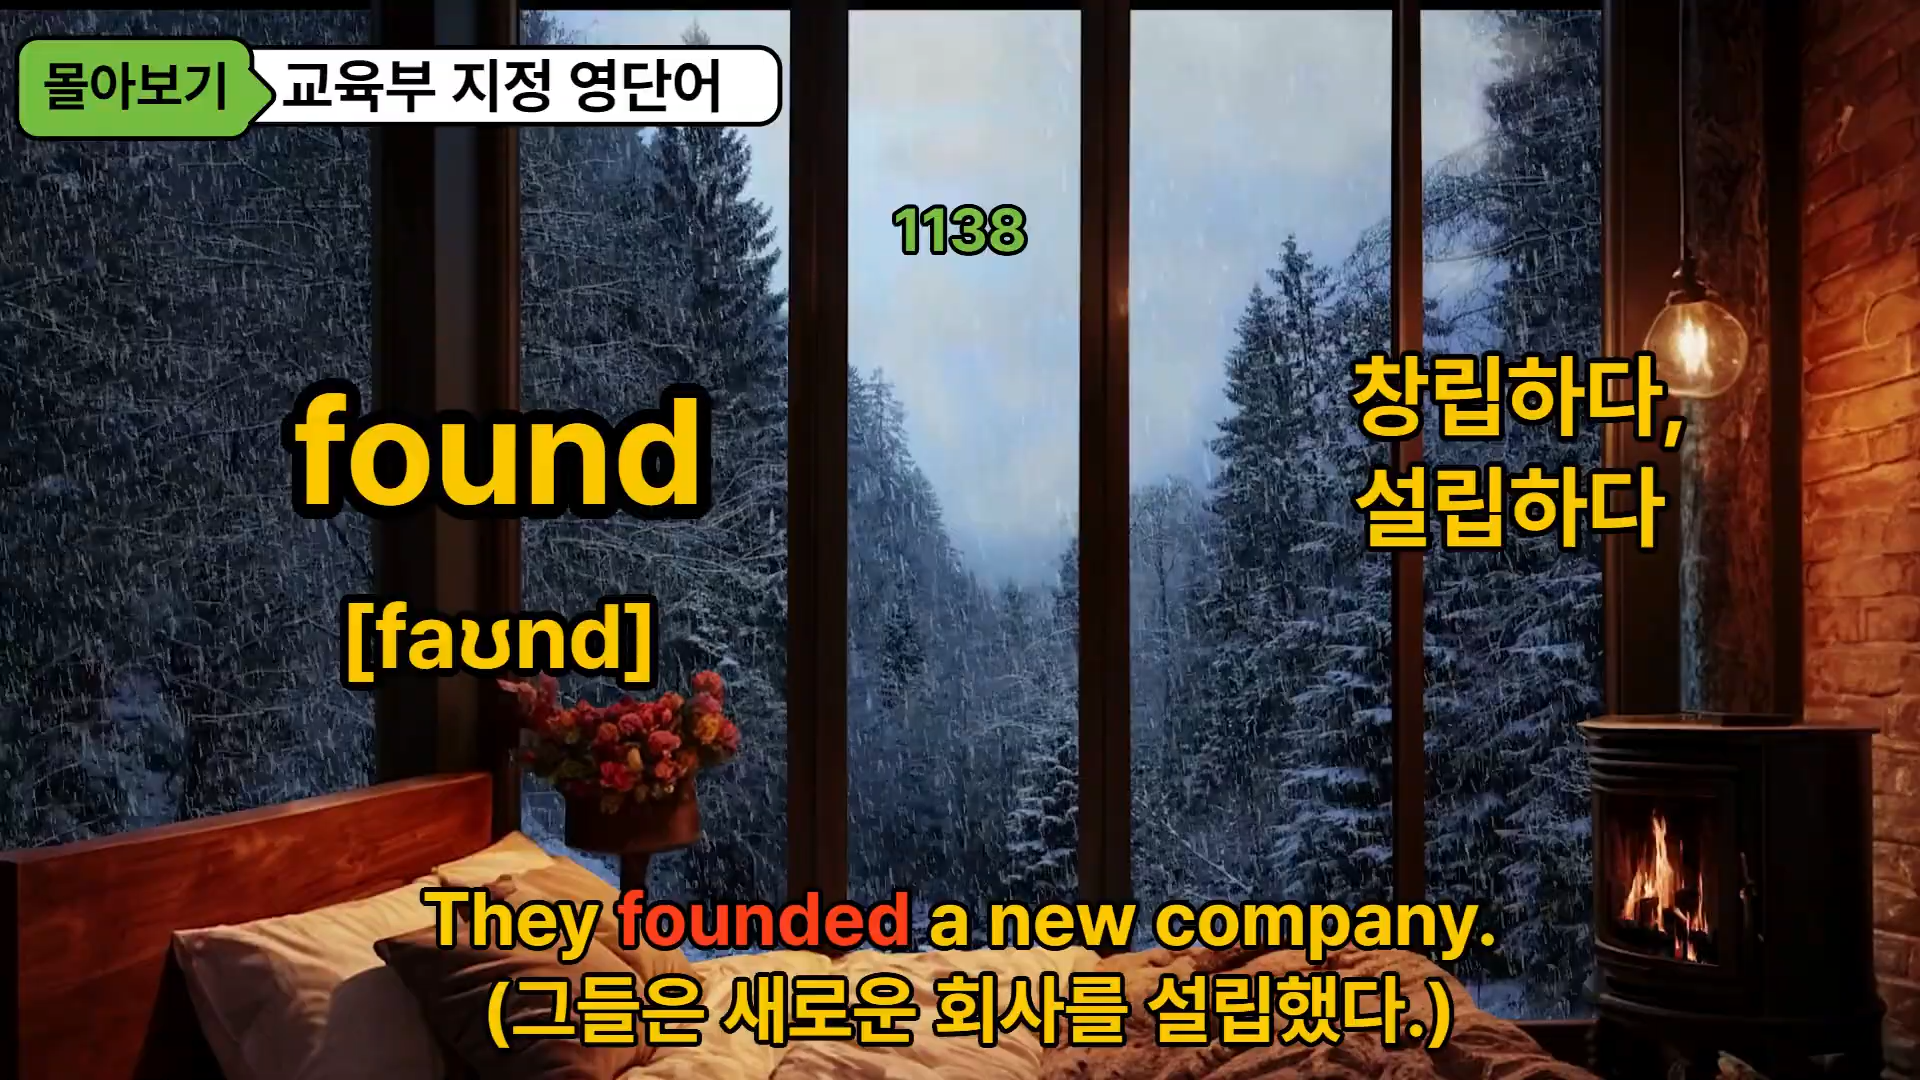 몰아보기
교육부 지정 영단어
1138
found
[faʊnd]
창립하다,
설립하다
They founded a new company.
(그들은 새로운 회사를 설립했다.)